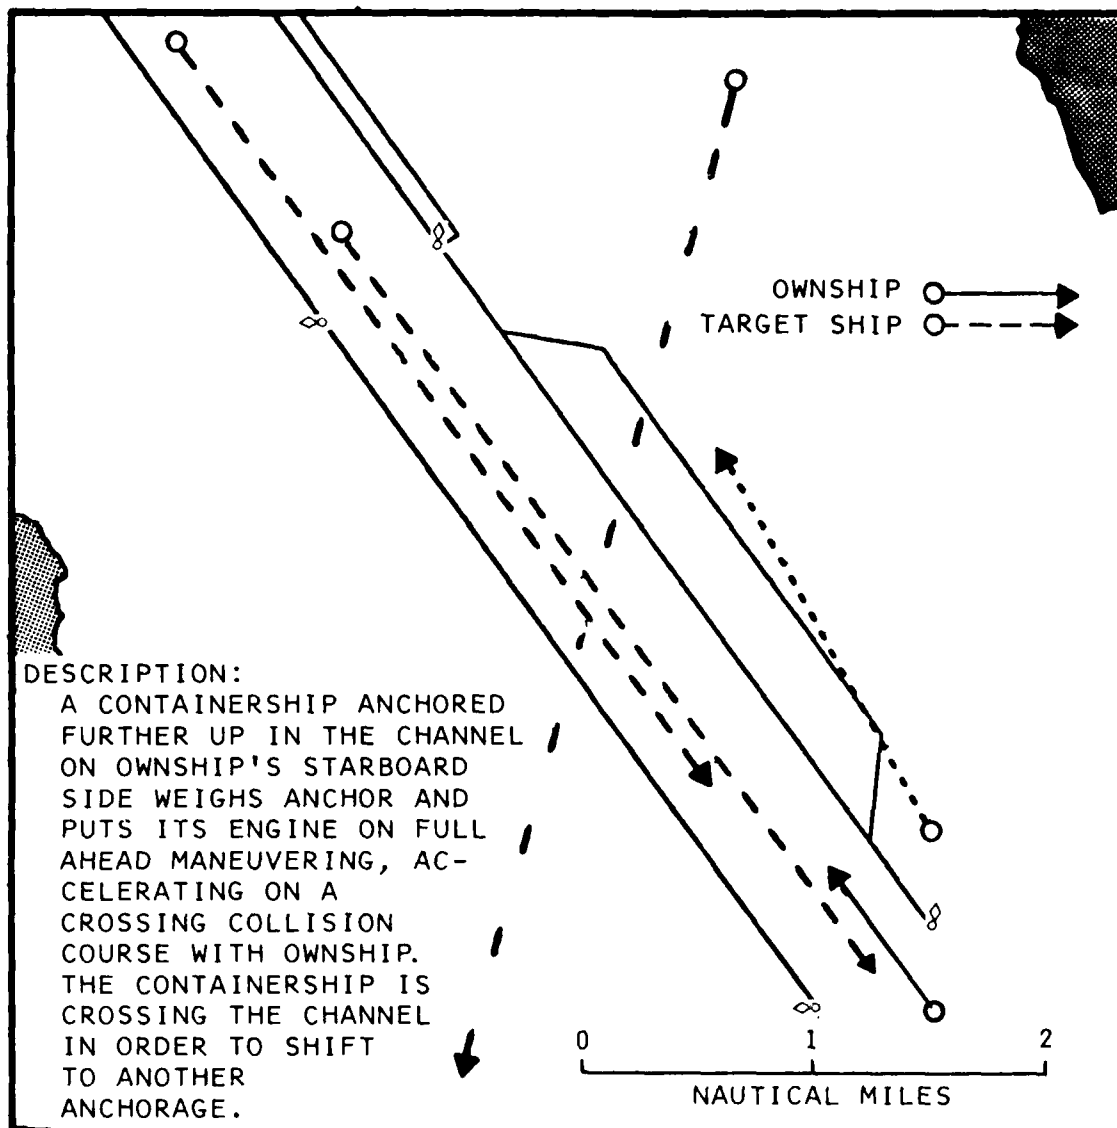 OWNSHIP
TARGET SHIP
DESCRIPTION:
A CONTAINERSHIP ANCHORED
FURTHER UP IN THE CHANNEL
ON OWNSHIP'S STARBOARD
SIDE WEIGHS ANCHOR AND
PUTS ITS ENGINE ON FULL
AHEAD MANEUVERING, AC-
CELERATING ON A
CROSSING COLLISION
COURSE WITH OWNSHIP.
THE CONTAINERSHIP IS
CROSSING THE CHANNEL
IN ORDER TO SHIFT
TO ANOTHER
ANCHORAGE.
0 1 2
NAUTICAL MILES